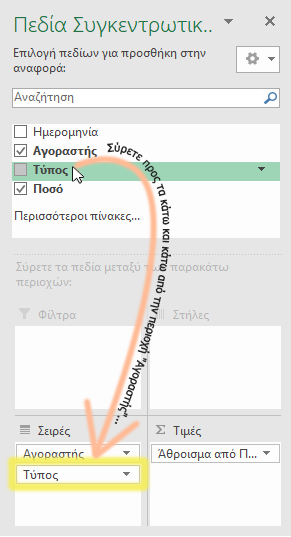 Πεδία Συγκεντρωτικ..
Επιλογή πεδίων για προσθήκη στην
αναφορά:
Αναζήτηση
Ημερομηνία
Αγοραστής
Τύπος
Ποσό
Περισσότεροι πίνακες...
Σύρετε προς τα κάτω και κάτω από την περιοχή "Αγοραστής"...
Σύρετε τα πεδία μεταξύ των παρακάτω
περιοχών:
Φίλτρα
Στήλες
Σειρές
Τιμές
Αγοραστής
Άθροισμα από Π...
Τύπος